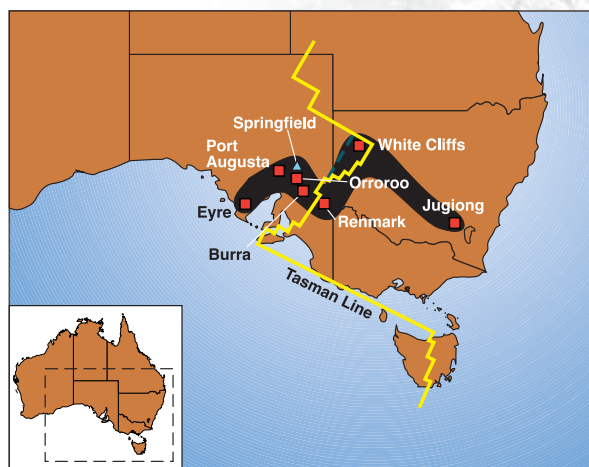 Springfield
White Cliffs
Port
Augusta
Orroroo
Jugiong
Eyre
Renmark
Burra
Tasman Line